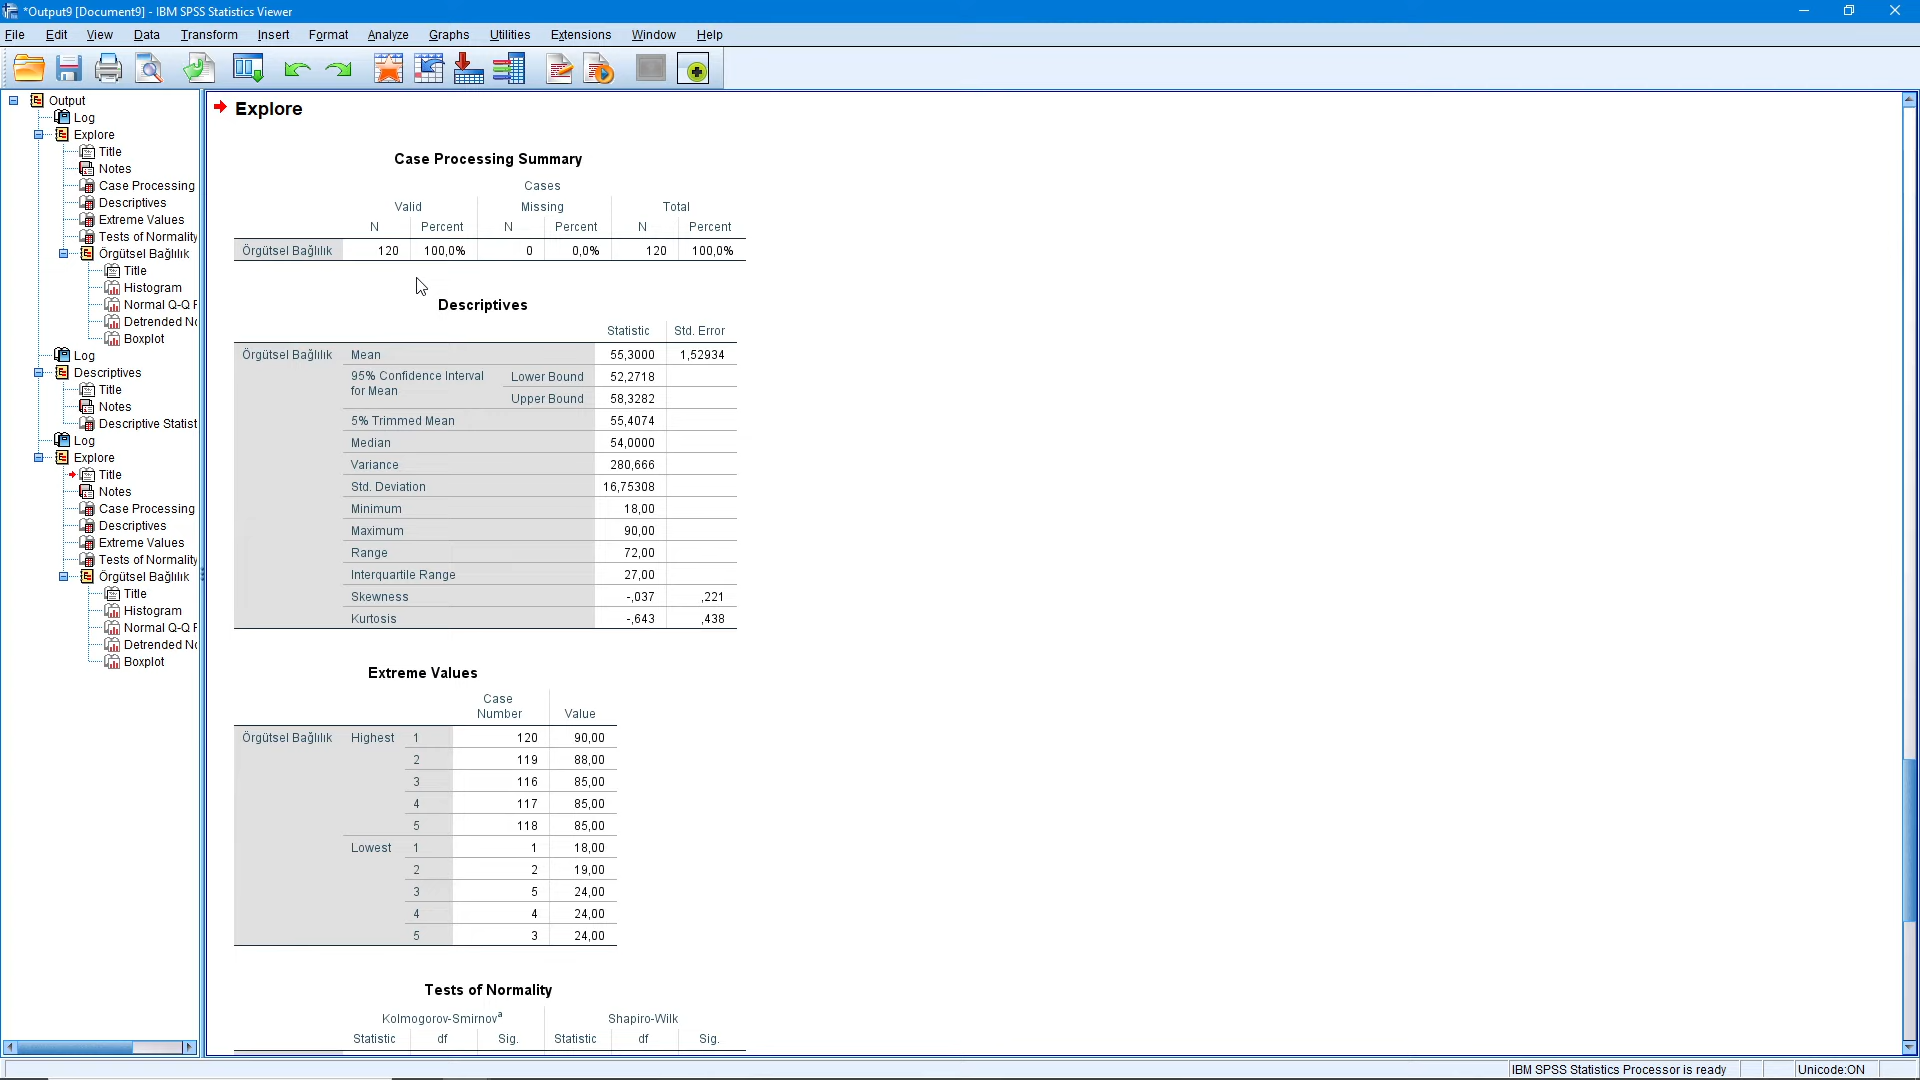 *Output9 [Document9] - IBM SPSS Statistics Viewer
File Edit View Data Transform Insert Format Analyze Graphs Utilities Extensions Window Help
Output
Log
Explore
Title
Notes
Case Processing
Descriptives
Extreme Values
Tests of Normality
Örgütsel Bağlılık
Title
Histogram
Normal Q-Q P
Detrended No
Boxplot
Log
Descriptives
Title
Notes
Descriptive Statist
Log
Explore
Title
Notes
Case Processing
Descriptives
Extreme Values
Tests of Normality
Örgütsel Bağlılık
Title
Histogram
Normal Q-Q P
Detrended No
Boxplot
Explore
Case Processing Summary
Cases
Valid Missing Total
N Percent N Percent N Percent
Örgütsel Bağlılık 120 100,0% 0 0,0% 120 100,0%
Descriptives
Statistic Std. Error
Örgütsel Bağlılık Mean 55,3000 1,52934
95% Confidence Interval for Mean Lower Bound 52,2718
Upper Bound 58,3282
5% Trimmed Mean 55,4074
Median 54,0000
Variance 280,666
Std. Deviation 16,75308
Minimum 18,00
Maximum 90,00
Range 72,00
Interquartile Range 27,00
Skewness -,037 ,221
Kurtosis -,643 ,438
Extreme Values
Case Number Value
Örgütsel Bağlılık Highest 1 120 90,00
2 119 88,00
3 116 85,00
4 117 85,00
5 118 85,00
Lowest 1 1 18,00
2 2 19,00
3 5 24,00
4 4 24,00
5 3 24,00
Tests of Normality
Kolmogorov-Smirnovᵃ Shapiro-Wilk
Statistic df Sig. Statistic df Sig.
IBM SPSS Statistics Processor is ready Unicode:ON